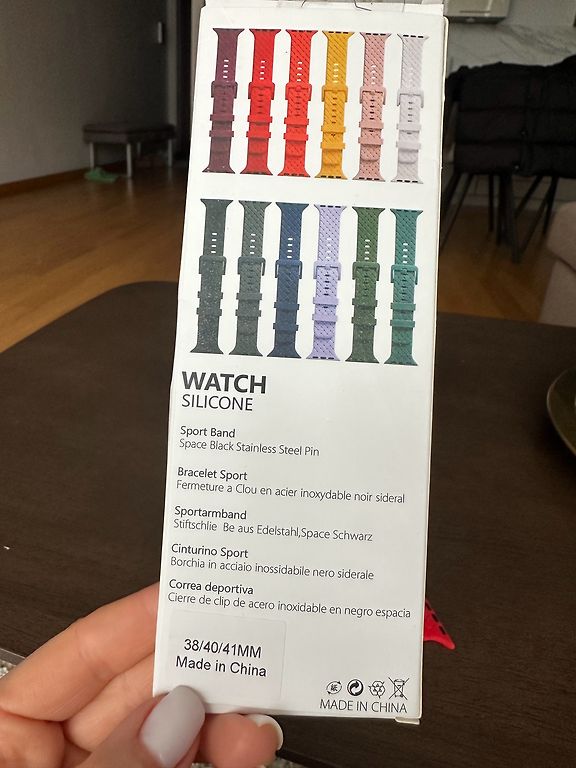 WATCH
SILICONE
Sport Band
Space Black Stainless Steel Pin
Bracelet Sport
Fermeture a Clou en acier inoxydable noir sideral
Sportarmband
Stiftschlie Be aus Edelstahl,Space Schwarz
Cinturino Sport
Borchia in acciaio inossidabile nero siderale
Correa deportiva
Cierre de clip de acero inoxidable en negro espacia
38/40/41MM
Made in China
MADE IN CHINA